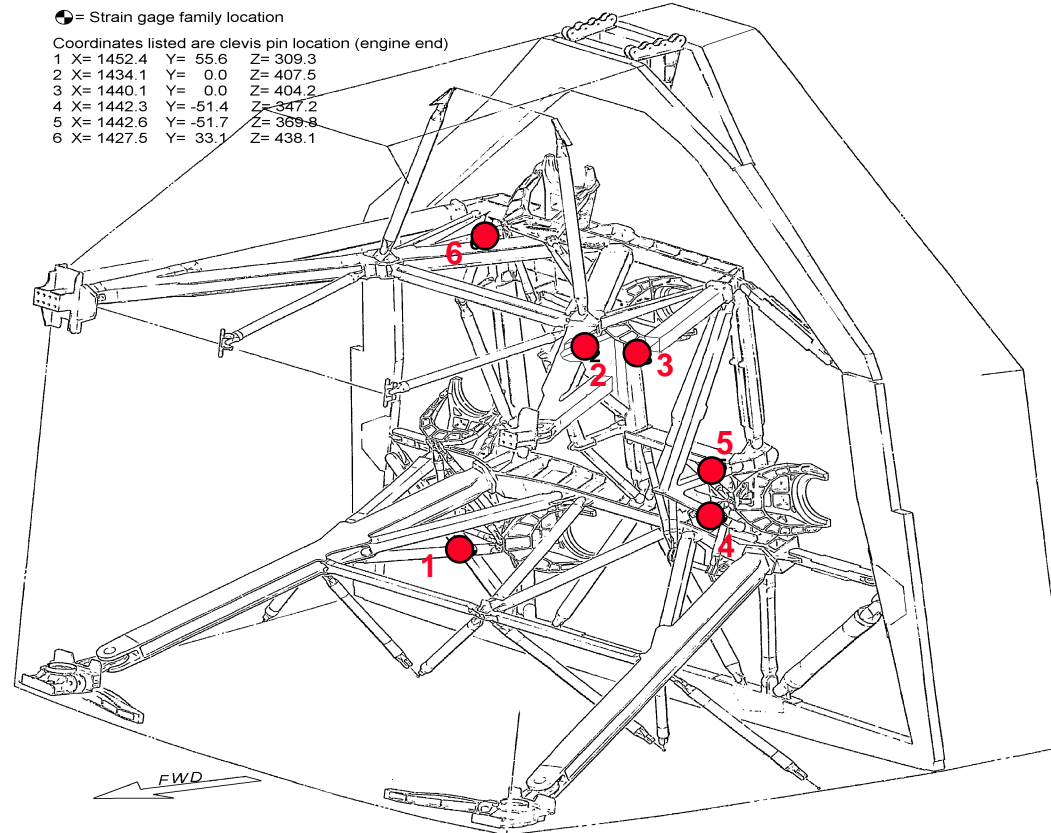 = Strain gage family location
Coordinates listed are clevis pin location (engine end)
1 X= 1452.4 Y= 55.6 Z= 309.3
2 X= 1434.1 Y= 0.0 Z= 407.5
3 X= 1440.1 Y= 0.0 Z= 404.2
4 X= 1442.3 Y= -51.4 Z= 347.2
5 X= 1442.6 Y= -51.7 Z= 369.8
6 X= 1427.5 Y= 33.1 Z= 438.1
6
2
3
5
4
1
FWD